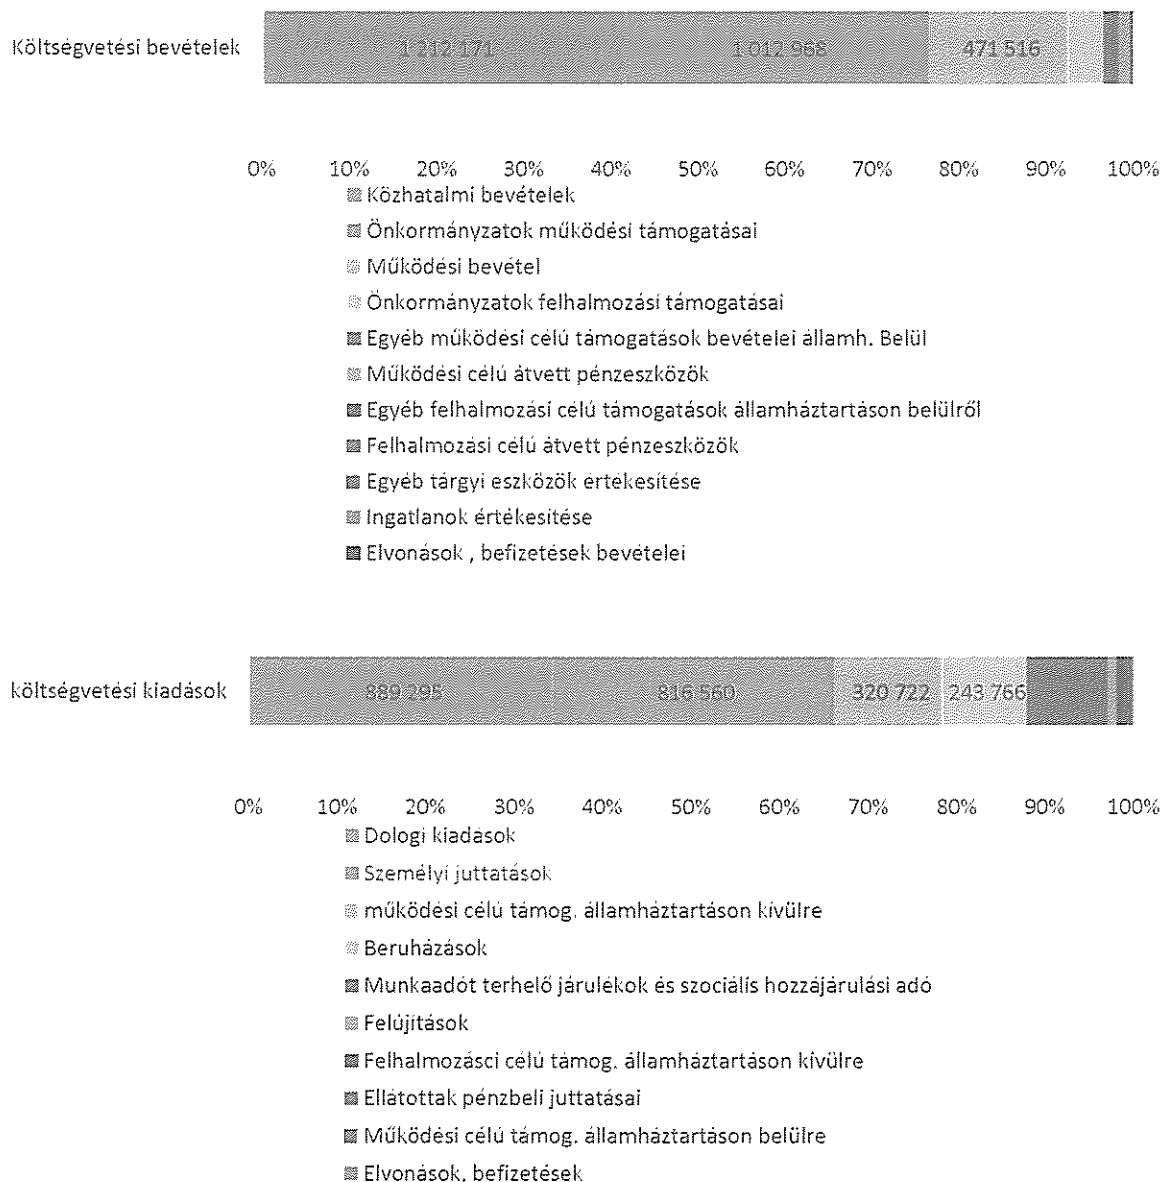 Költségvetési bevételek 1 212 171 1 012 968 471 516
0% 10% 20% 30% 40% 50% 60% 70% 80% 90% 100%
Közhatalmi bevételek
Önkormányzatok működési támogatásai
Működési bevétel
Önkormányzatok felhalmozási támogatásai
Egyéb működési célú támogatások bevételei államh. Belül
Működési célú átvett pénzeszközök
Egyéb felhalmozási célú támogatások államháztartáson belülről
Felhalmozási célú átvett pénzeszközök
Egyéb tárgyi eszközök értékesítése
Ingatlanok értékesítése
Elvonások , befizetések bevételei
költségvetési kiadások 889 295 816 560 320 722 243 766
0% 10% 20% 30% 40% 50% 60% 70% 80% 90% 100%
Dologi kiadások
Személyi juttatások
működési célú támog. államháztartáson kívülre
Beruházások
Munkaadót terhelő járulékok és szociális hozzájárulási adó
Felújítások
Felhalmozásci célú támog. államháztartáson kívülre
Ellátottak pénzbeli juttatásai
Működési célú támog. államháztartáson belülre
Elvonások, befizetések